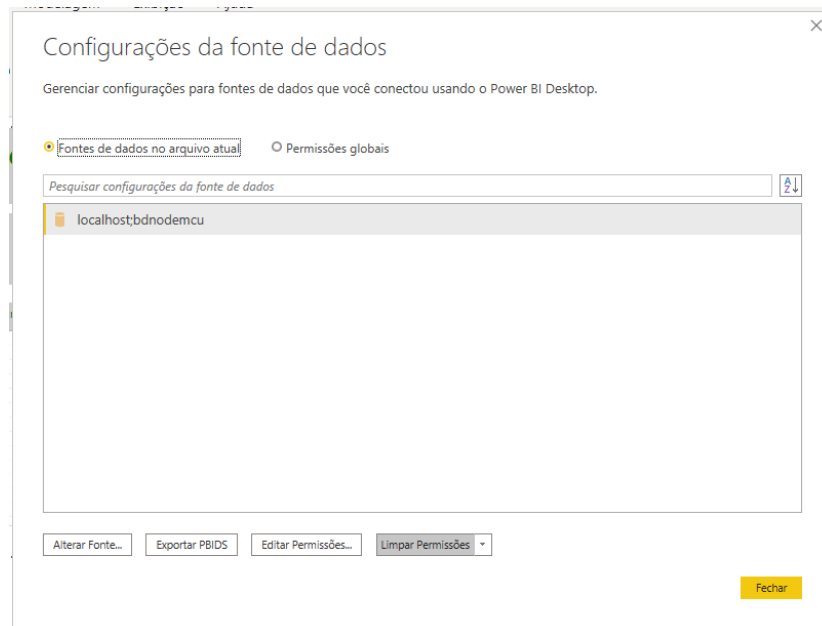 Configurações da fonte de dados
Gerenciar configurações para fontes de dados que você conectou usando o Power BI Desktop.
Fontes de dados no arquivo atual Permissões globais
Pesquisar configurações da fonte de dados
localhost;bdnodemcu
Alterar Fonte... Exportar PBIDS Editar Permissões... Limpar Permissões
Fechar